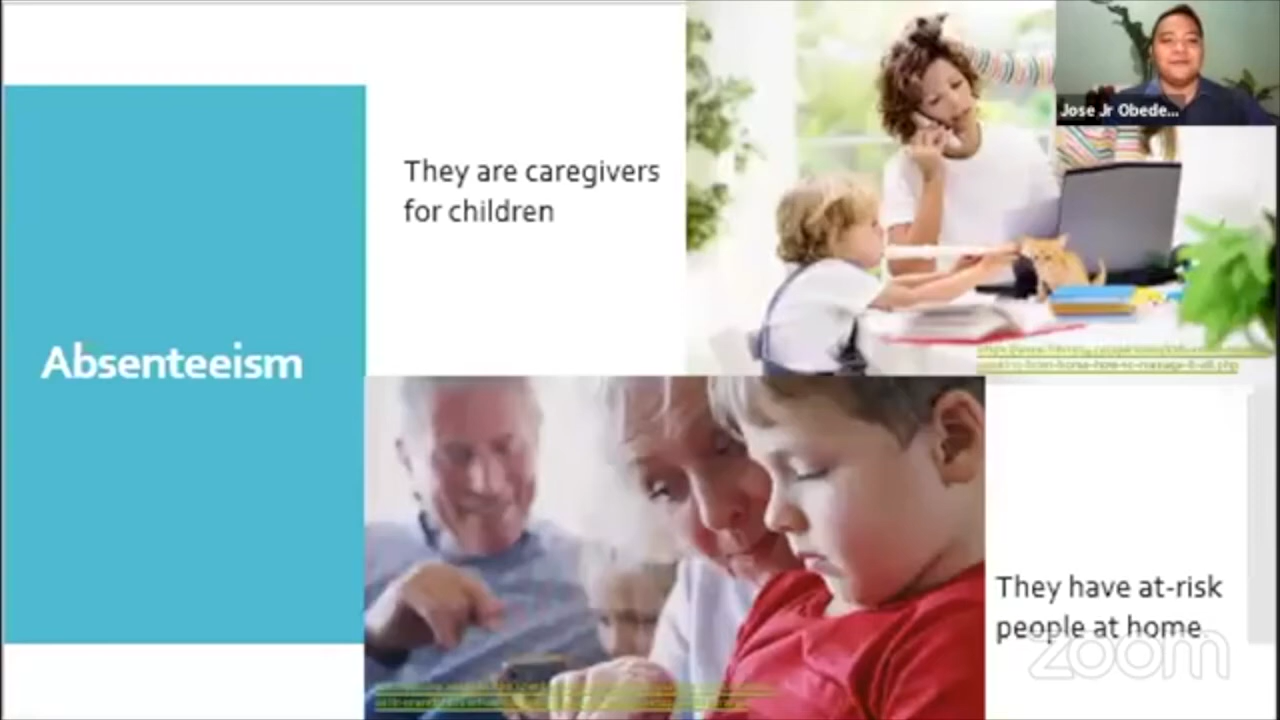 Jose Jr Obede...
They are caregivers
for children
Absenteeism
They have at-risk
people at home
zoom